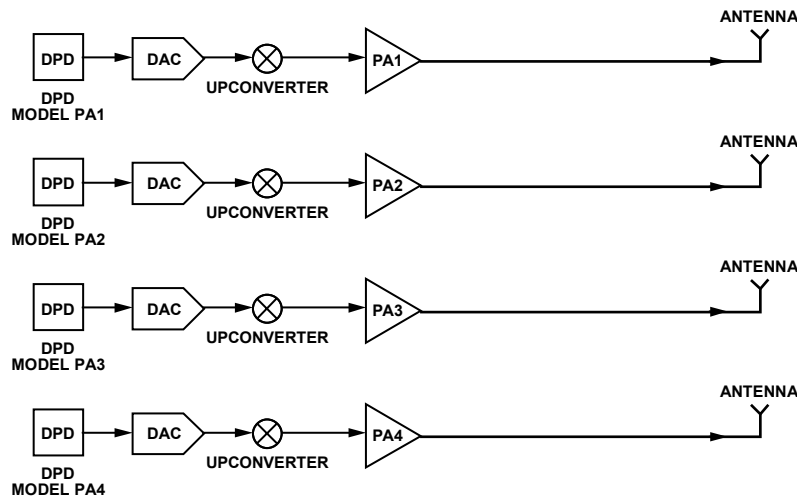 ANTENNA
DPD
DAC
PA1
UPCONVERTER
DPD
MODEL PA1
ANTENNA
DPD
DAC
PA2
UPCONVERTER
DPD
MODEL PA2
ANTENNA
DPD
DAC
PA3
UPCONVERTER
DPD
MODEL PA3
ANTENNA
DPD
DAC
PA4
UPCONVERTER
DPD
MODEL PA4